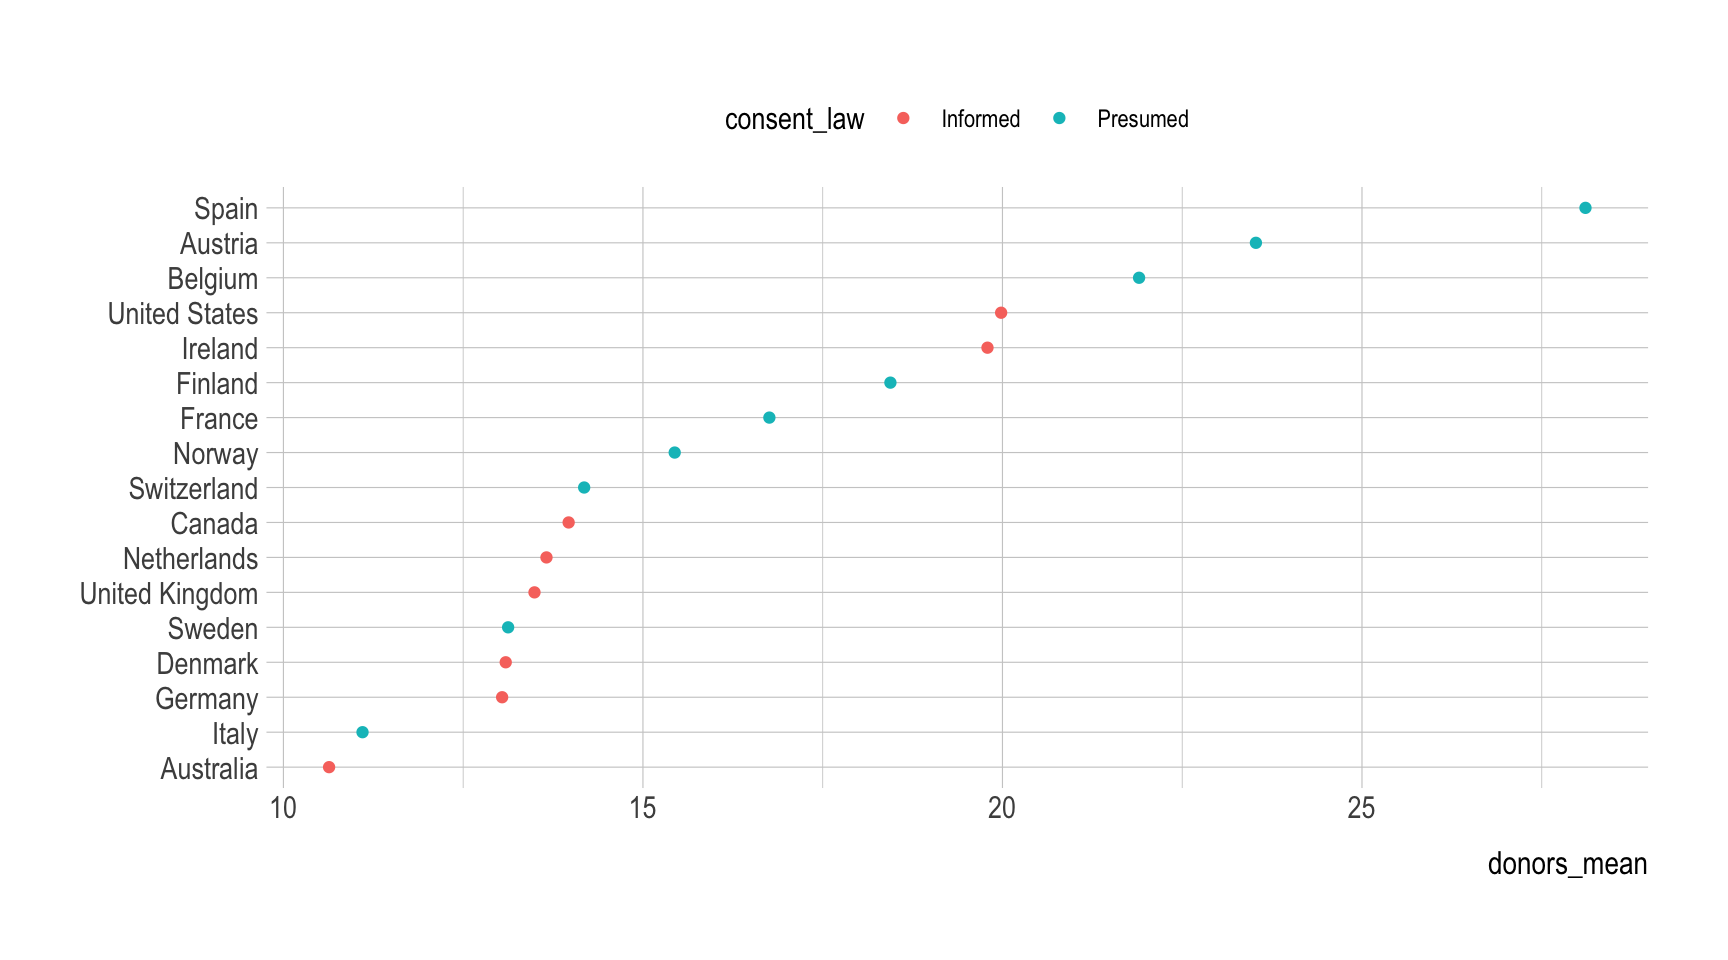 consent_law Informed Presumed
Spain
Austria
Belgium
United States
Ireland
Finland
France
Norway
Switzerland
Canada
Netherlands
United Kingdom
Sweden
Denmark
Germany
Italy
Australia
10 15 20 25
donors_mean